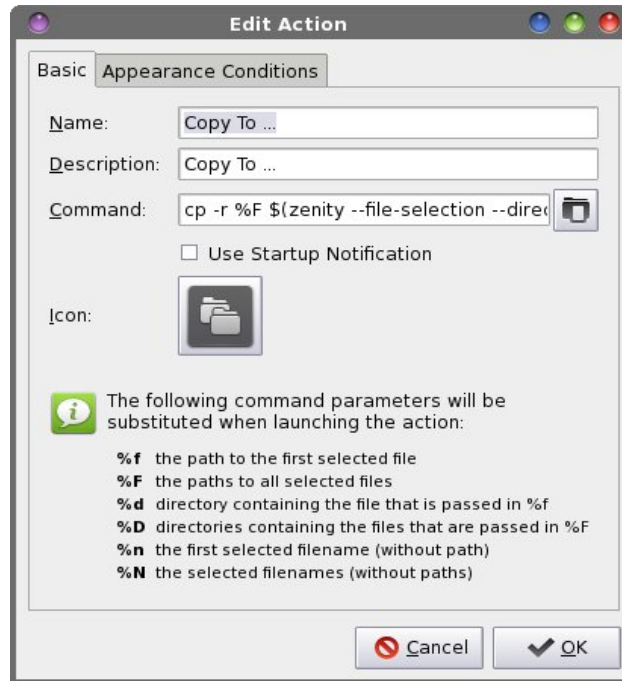 Edit Action
Basic Appearance Conditions
Name: Copy To ...
Description: Copy To ...
Command: cp -r %F $(zenity --file-selection --direc
Use Startup Notification
Icon:
The following command parameters will be
substituted when launching the action:
%f the path to the first selected file
%F the paths to all selected files
%d directory containing the file that is passed in %f
%D directories containing the files that are passed in %F
%n the first selected filename (without path)
%N the selected filenames (without paths)
Cancel OK